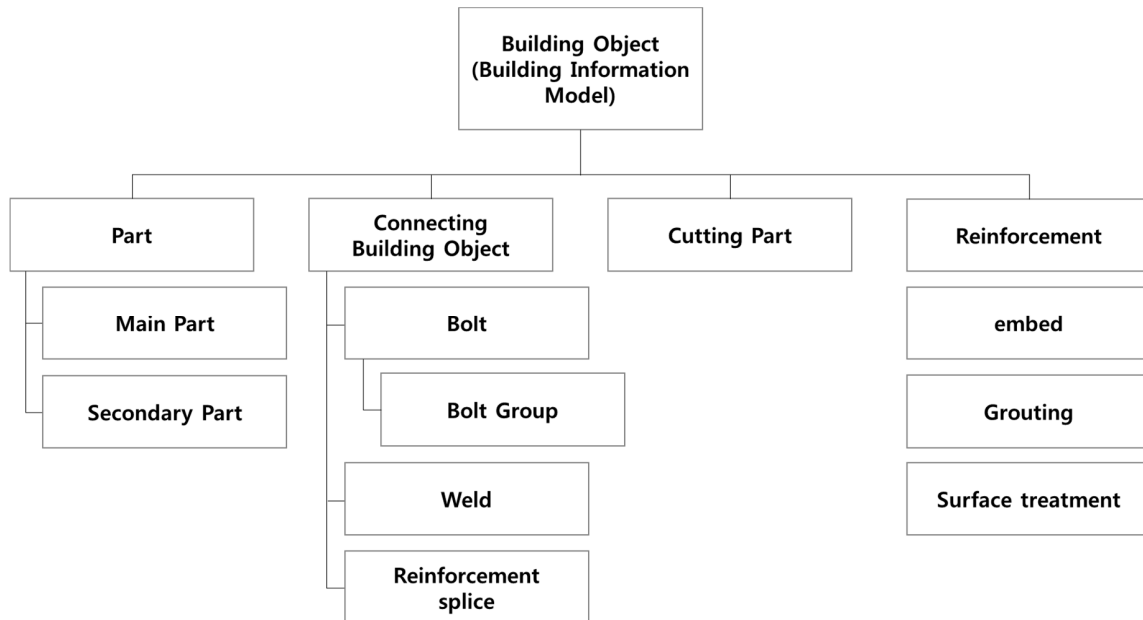 Building Object
(Building Information
Model)
Part
Connecting
Building Object
Cutting Part
Reinforcement
Main Part
Bolt
embed
Secondary Part
Bolt Group
Grouting
Weld
Surface treatment
Reinforcement
splice